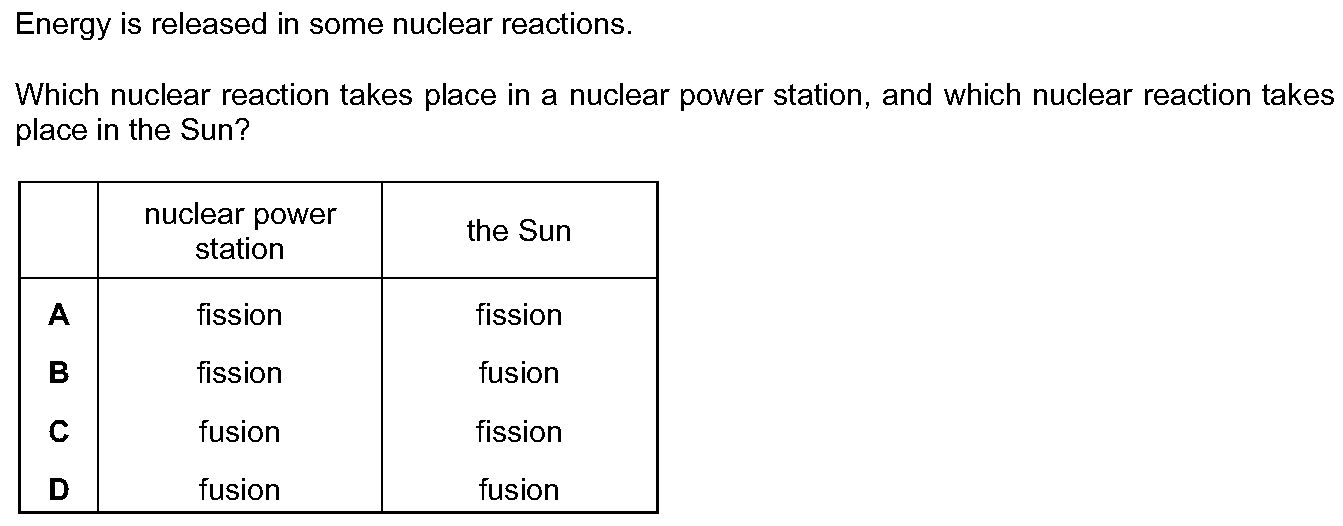 Energy is released in some nuclear reactions.
Which nuclear reaction takes place in a nuclear power station, and which nuclear reaction takes
place in the Sun?
nuclear power
station
the Sun
A fission fission
B fission fusion
C fusion fission
D fusion fusion